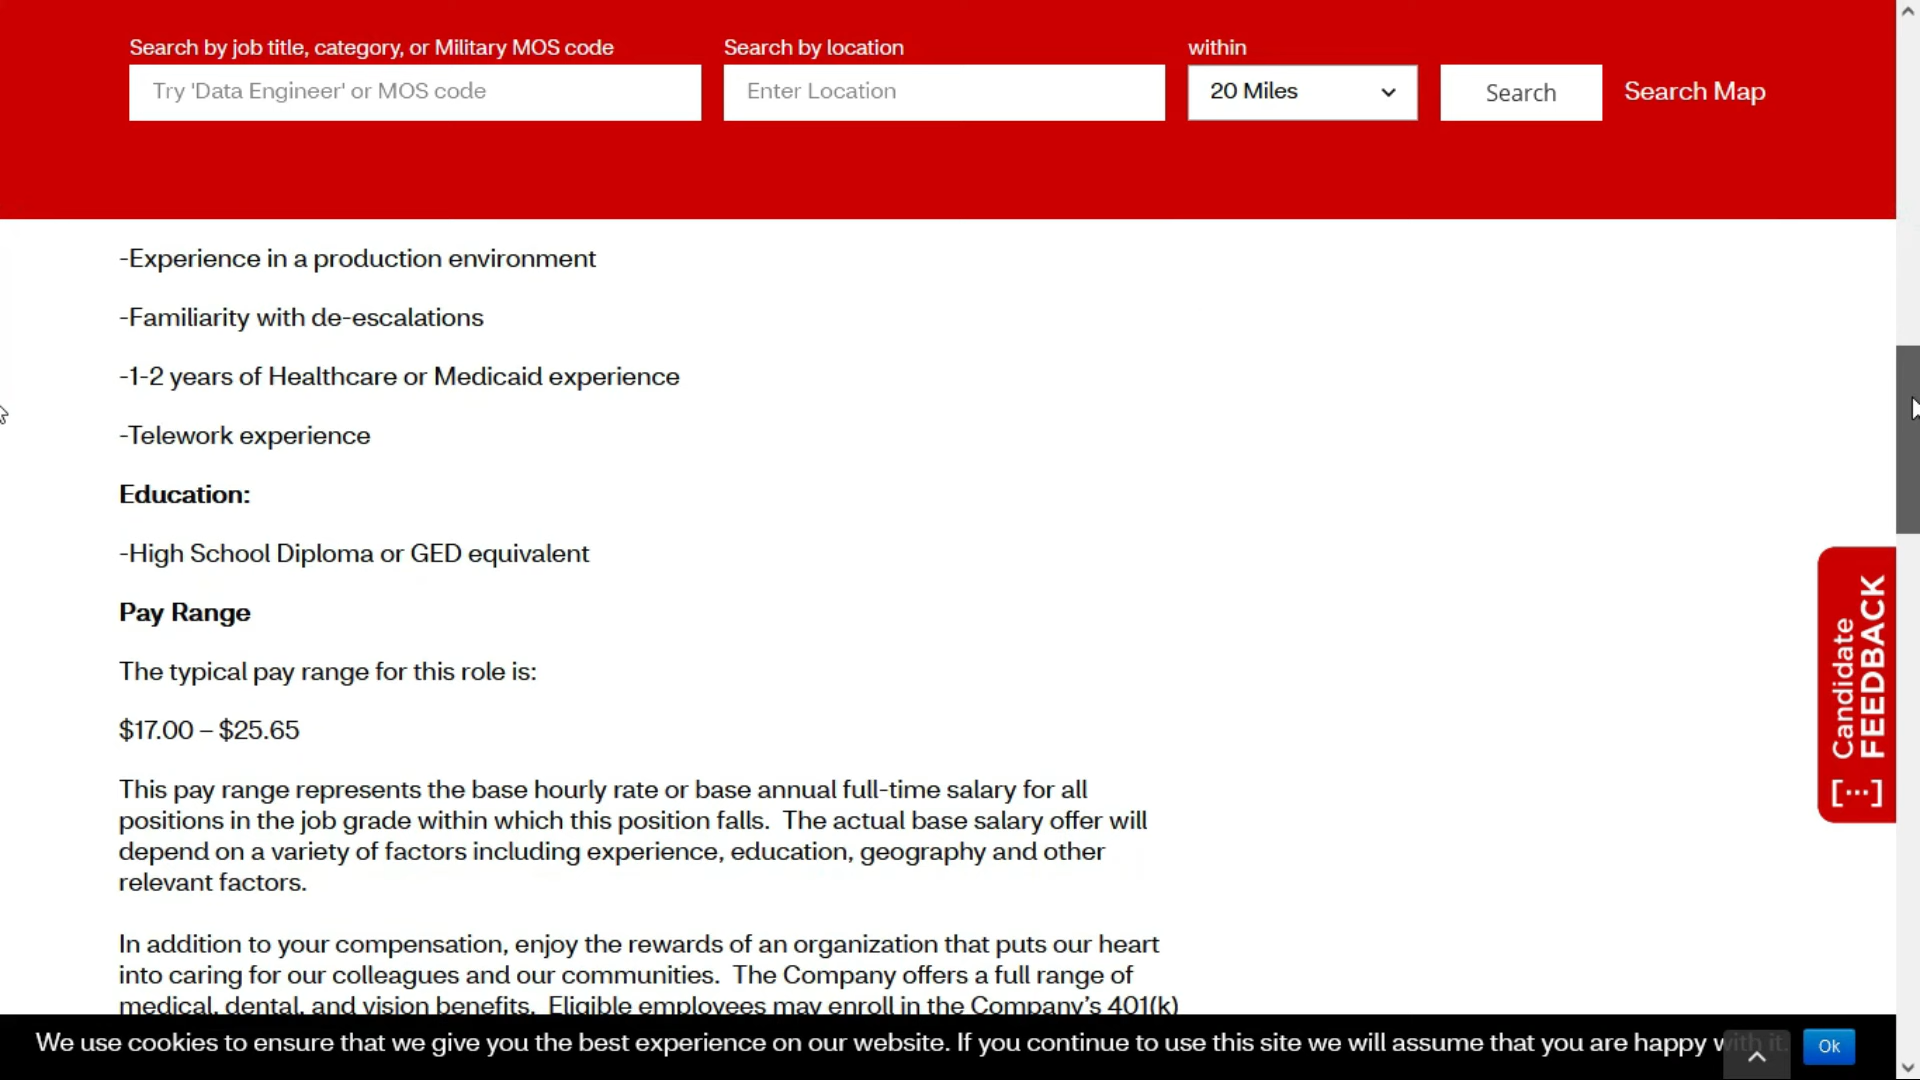 Search by job title, category, or Military MOS code
Search by location
within
Try 'Data Engineer' or MOS code
Enter Location
20 Miles
Search
Search Map
-Experience in a production environment
-Familiarity with de-escalations
-1-2 years of Healthcare or Medicaid experience
-Telework experience
Education:
-High School Diploma or GED equivalent
Pay Range
The typical pay range for this role is:
$17.00 – $25.65
This pay range represents the base hourly rate or base annual full-time salary for all
positions in the job grade within which this position falls.  The actual base salary offer will
depend on a variety of factors including experience, education, geography and other
relevant factors.
In addition to your compensation, enjoy the rewards of an organization that puts our heart
into caring for our colleagues and our communities.  The Company offers a full range of
medical, dental, and vision benefits.  Eligible employees may enroll in the Company's 401(k)
Candidate
FEEDBACK
[...]
We use cookies to ensure that we give you the best experience on our website. If you continue to use this site we will assume that you are happy with it.
Ok